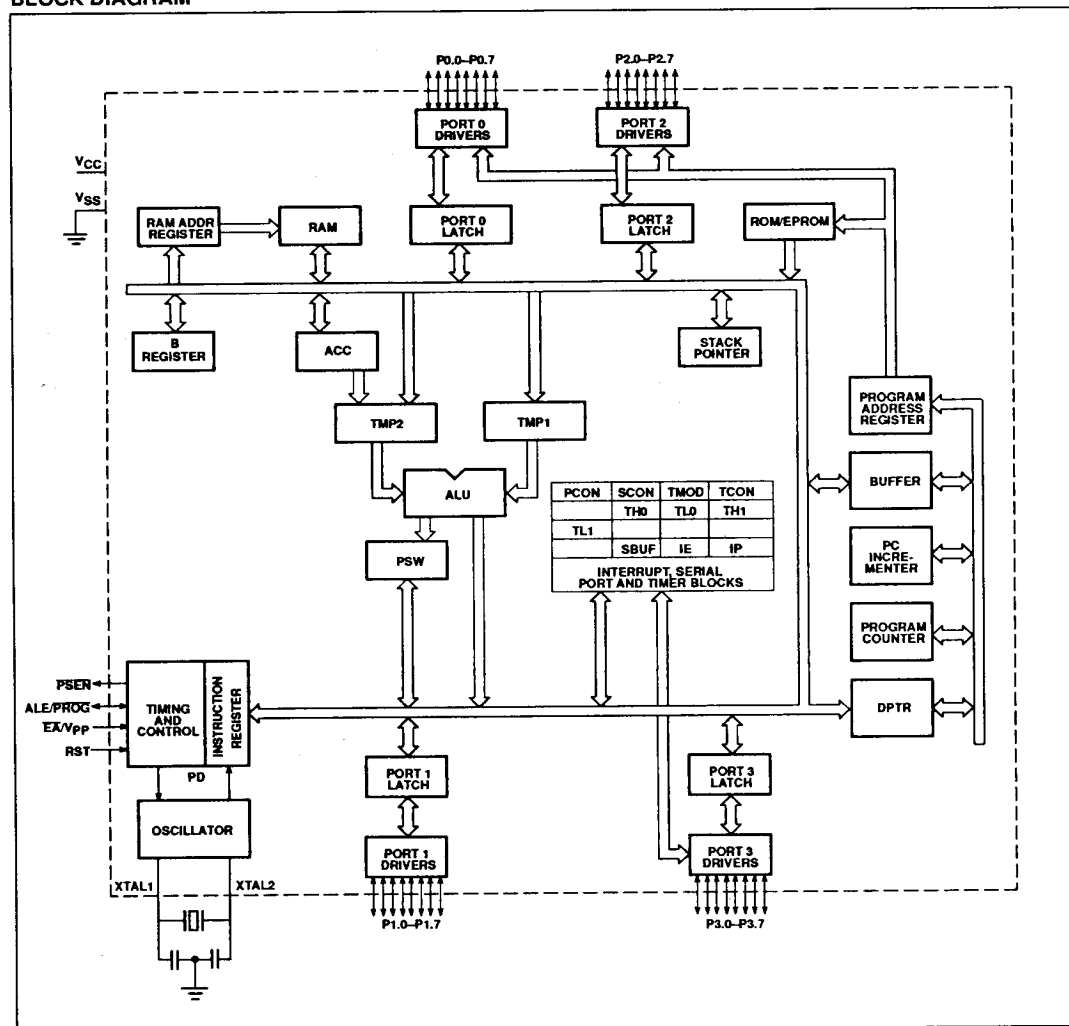 BLOCK DIAGRAM
P0.0–P0.7
P2.0–P2.7
PORT 0
DRIVERS
PORT 2
DRIVERS
VCC
VSS
RAM ADDR
REGISTER
RAM
PORT 0
LATCH
PORT 2
LATCH
ROM/EPROM
B
REGISTER
ACC
STACK
POINTER
PROGRAM
ADDRESS
REGISTER
TMP2
TMP1
BUFFER
ALU
PCON SCON TMOD TCON
TH0 TL0 TH1
TL1
SBUF IE IP
INTERRUPT, SERIAL
PORT AND TIMER BLOCKS
PSW
PC
INCRE-
MENTER
PROGRAM
COUNTER
PSEN
ALE/PROG
EA/VPP
RST
TIMING
AND
CONTROL
INSTRUCTION
REGISTER
DPTR
PD
PORT 1
LATCH
PORT 3
LATCH
OSCILLATOR
PORT 1
DRIVERS
PORT 3
DRIVERS
XTAL1
XTAL2
P1.0–P1.7
P3.0–P3.7